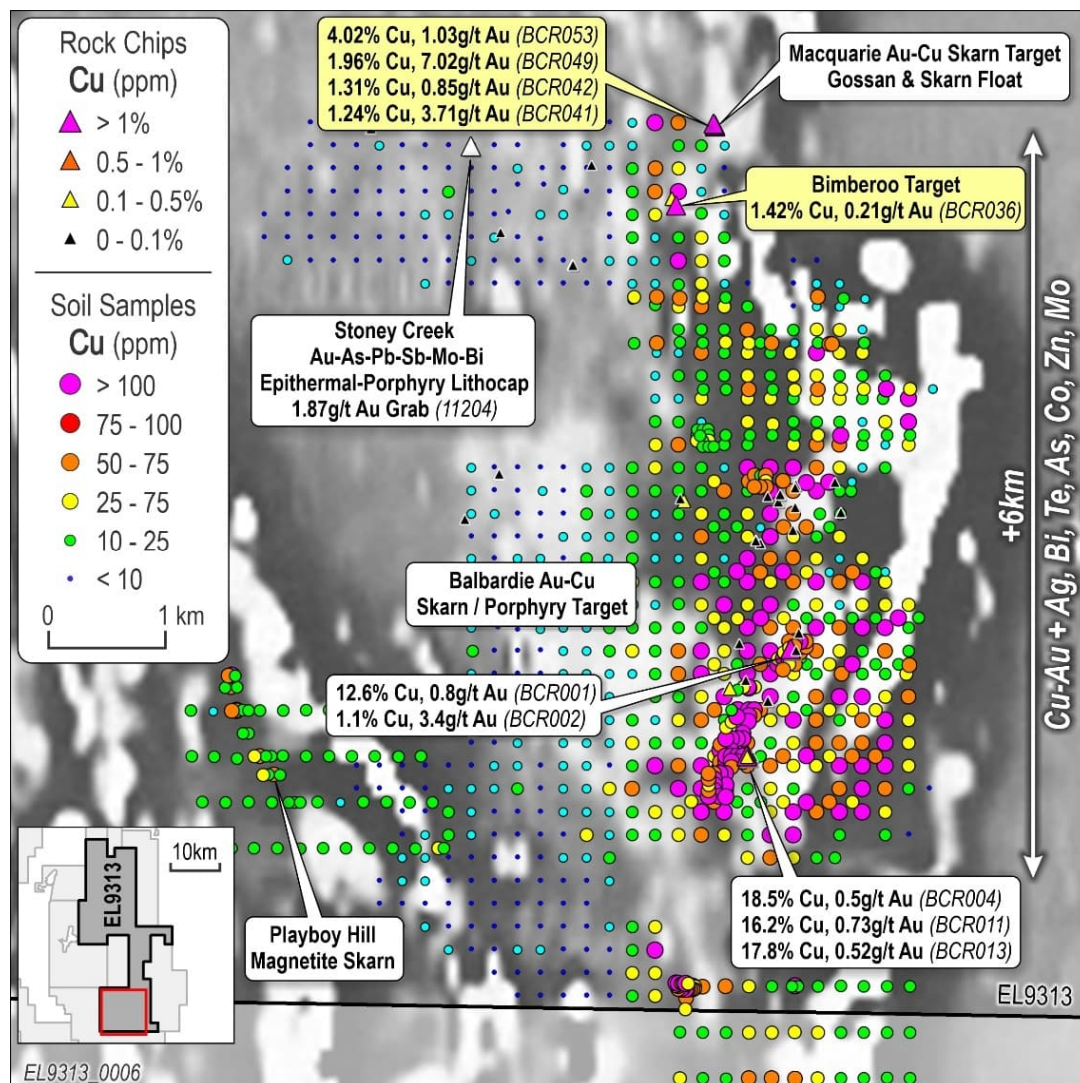 Rock Chips
Cu (ppm)
> 1%
0.5 - 1%
0.1 - 0.5%
0 - 0.1%
Soil Samples
Cu (ppm)
> 100
75 - 100
50 - 75
25 - 75
10 - 25
< 10
0 1 km
4.02% Cu, 1.03g/t Au (BCR053)
1.96% Cu, 7.02g/t Au (BCR049)
1.31% Cu, 0.85g/t Au (BCR042)
1.24% Cu, 3.71g/t Au (BCR041)
Macquarie Au-Cu Skarn Target
Gossan & Skarn Float
Bimberoo Target
1.42% Cu, 0.21g/t Au (BCR036)
Stoney Creek
Au-As-Pb-Sb-Mo-Bi
Epithermal-Porphyry Lithocap
1.87g/t Au Grab (11204)
+6km
Cu-Au + Ag, Bi, Te, As, Co, Zn, Mo
Balbardie Au-Cu
Skarn / Porphyry Target
12.6% Cu, 0.8g/t Au (BCR001)
1.1% Cu, 3.4g/t Au (BCR002)
18.5% Cu, 0.5g/t Au (BCR004)
16.2% Cu, 0.73g/t Au (BCR011)
17.8% Cu, 0.52g/t Au (BCR013)
Playboy Hill
Magnetite Skarn
EL9313
10km
EL9313
EL9313_0006